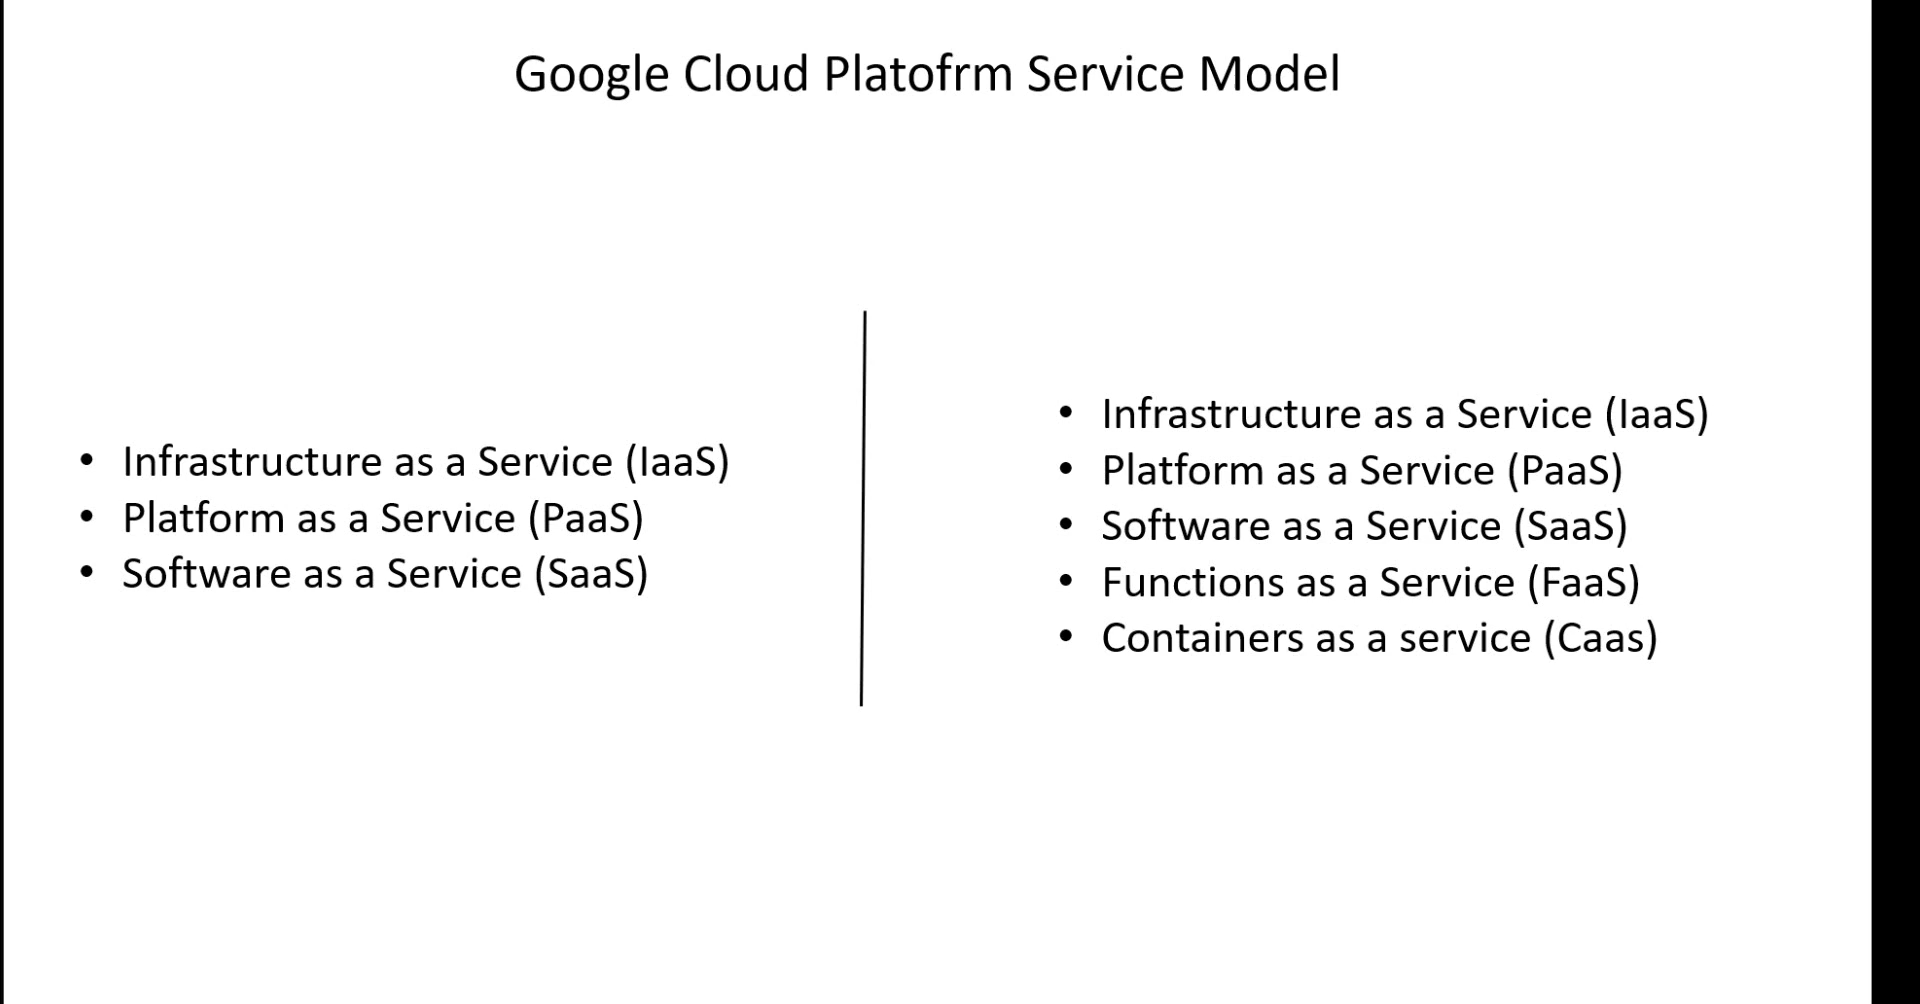 Google Cloud Platofrm Service Model
• Infrastructure as a Service (IaaS)
• Platform as a Service (PaaS)
• Software as a Service (SaaS)
• Infrastructure as a Service (IaaS)
• Platform as a Service (PaaS)
• Software as a Service (SaaS)
• Functions as a Service (FaaS)
• Containers as a service (Caas)